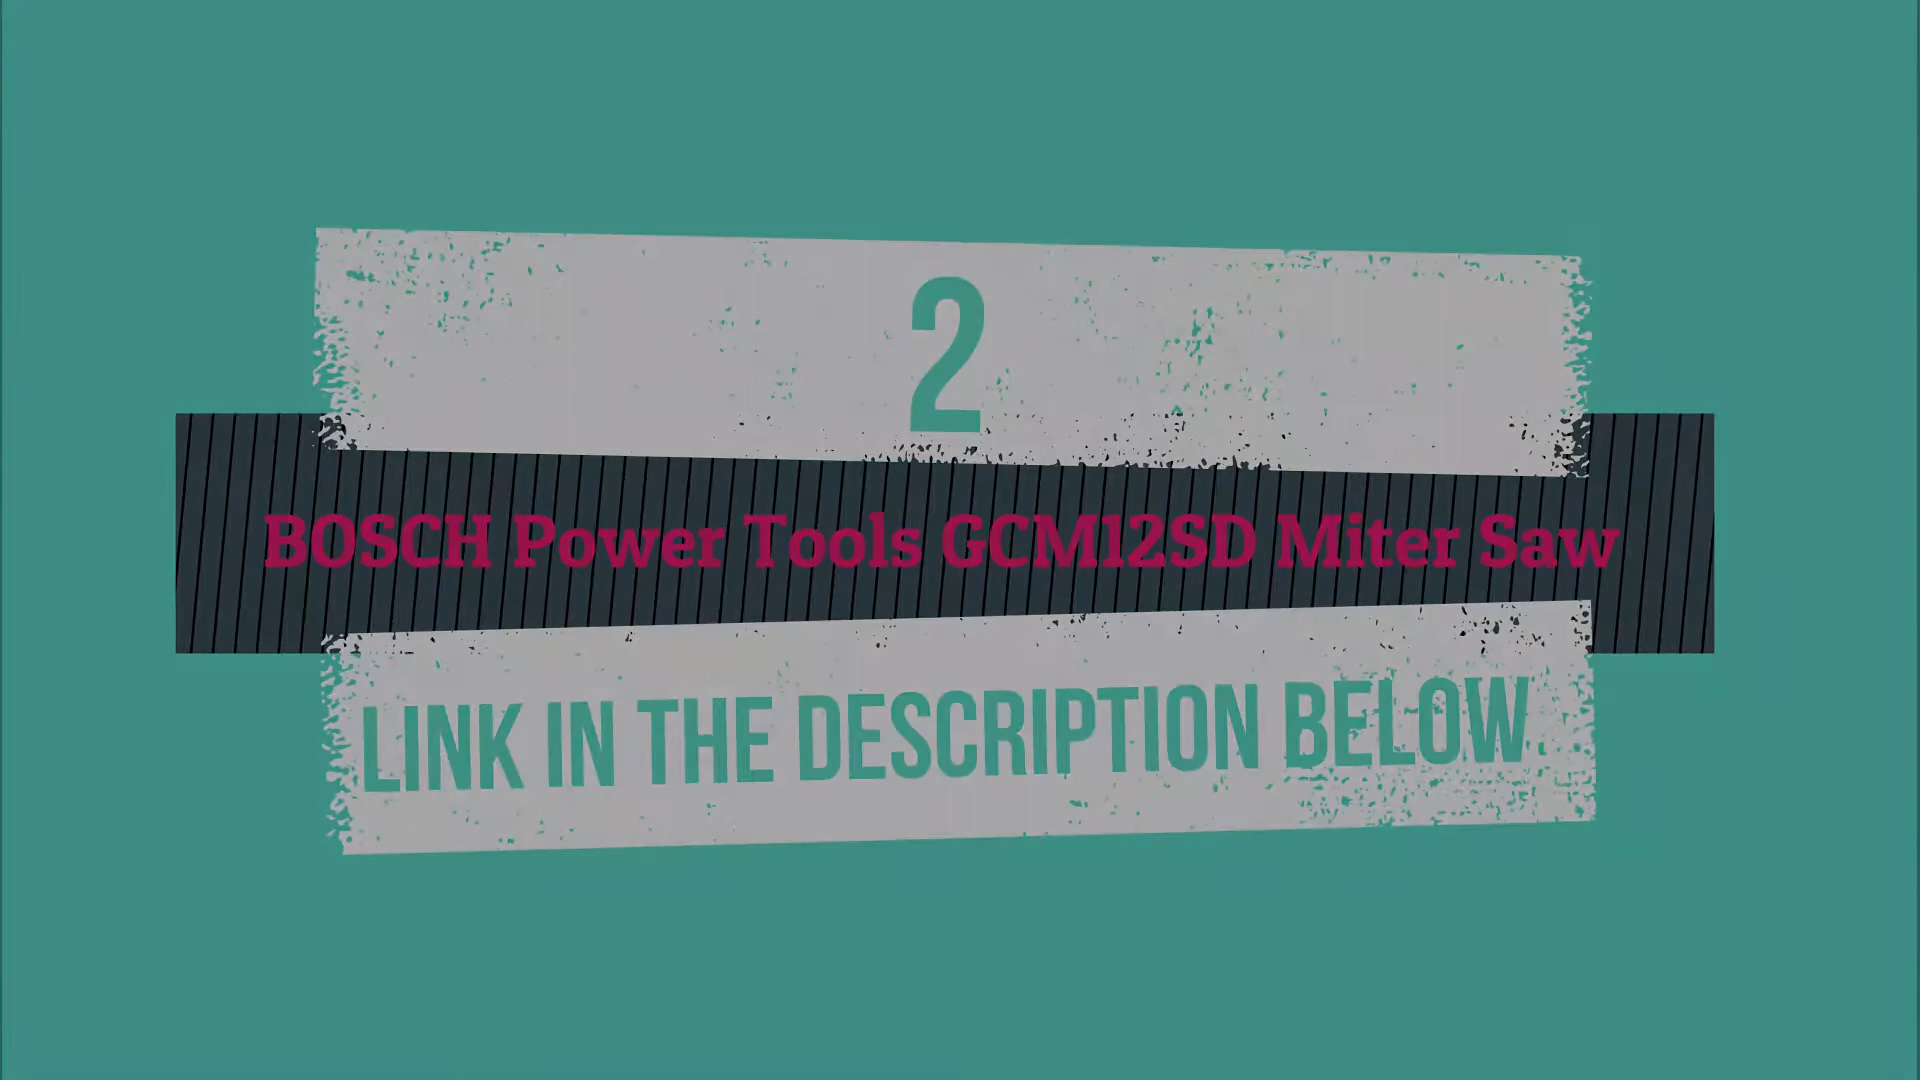 2
BOSCH Power Tools GCM12SD Miter Saw
LINK IN THE DESCRIPTION BELOW